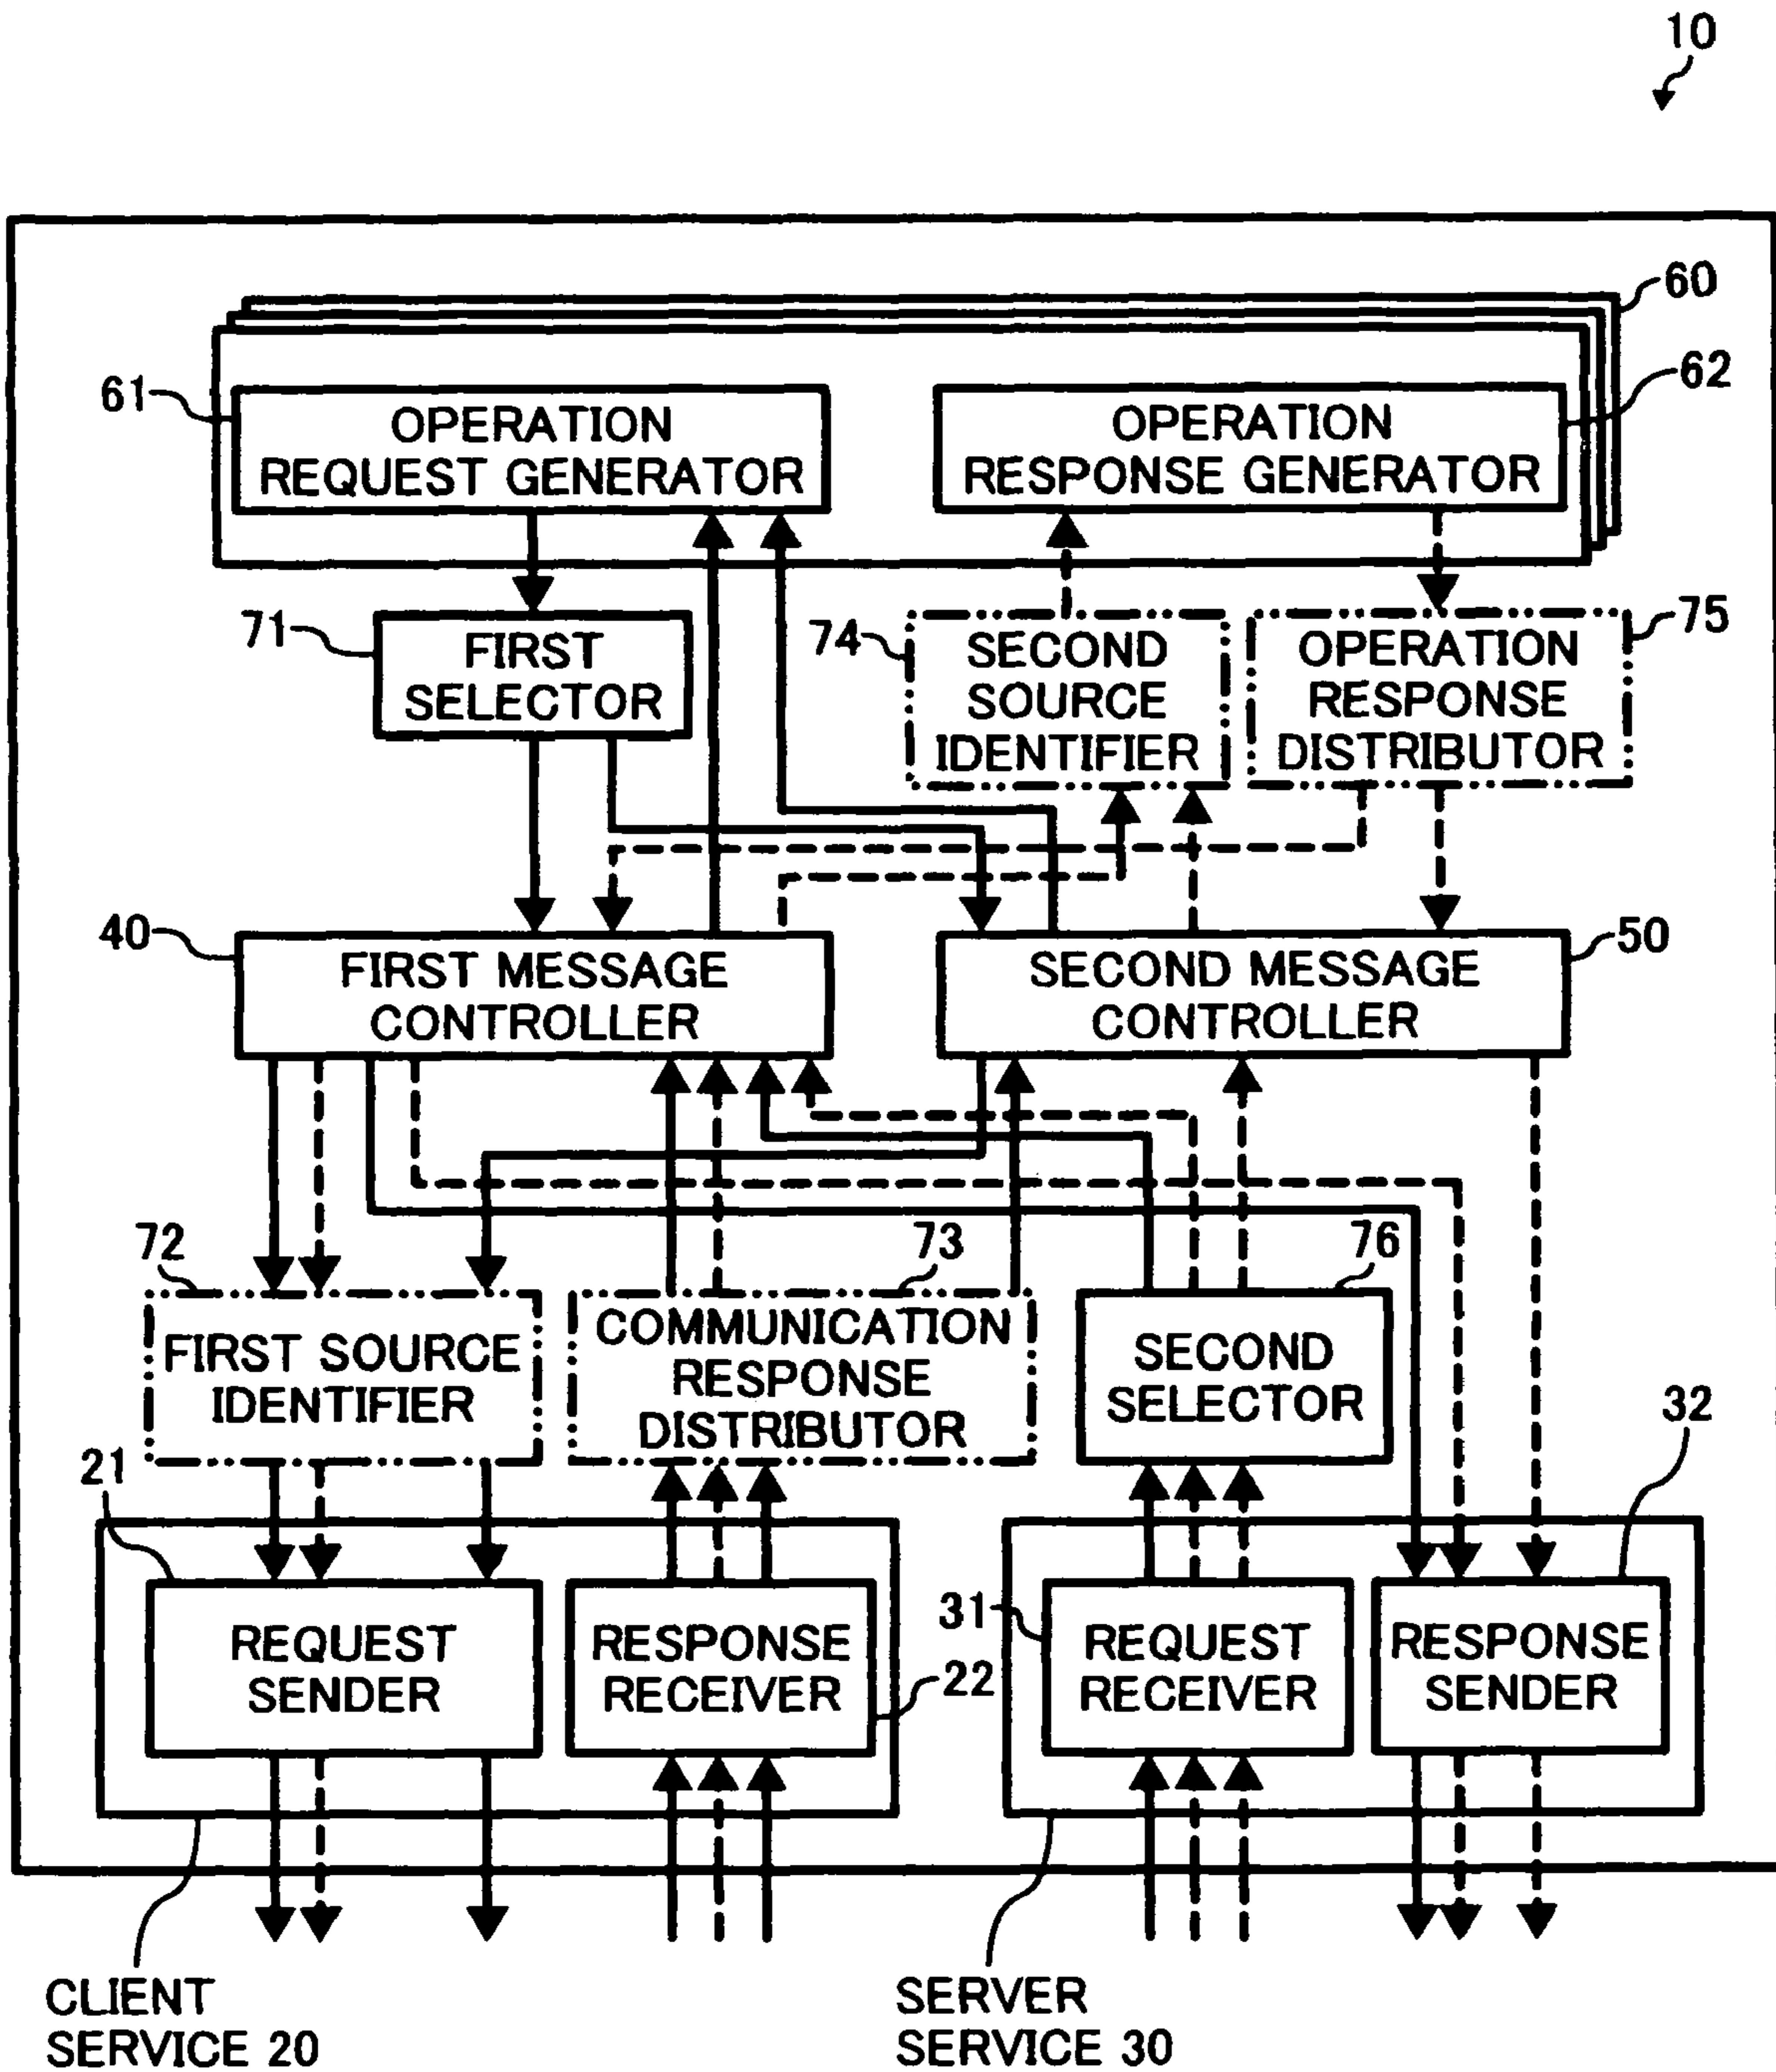 10
60
61
62
OPERATION
REQUEST GENERATOR
OPERATION
RESPONSE GENERATOR
71
FIRST
SELECTOR
74
SECOND
SOURCE
IDENTIFIER
75
OPERATION
RESPONSE
DISTRIBUTOR
40
FIRST MESSAGE
CONTROLLER
50
SECOND MESSAGE
CONTROLLER
72
FIRST SOURCE
IDENTIFIER
73
COMMUNICATION
RESPONSE
DISTRIBUTOR
76
SECOND
SELECTOR
32
21
REQUEST
SENDER
RESPONSE
RECEIVER
22
31
REQUEST
RECEIVER
RESPONSE
SENDER
CLIENT
SERVICE 20
SERVER
SERVICE 30